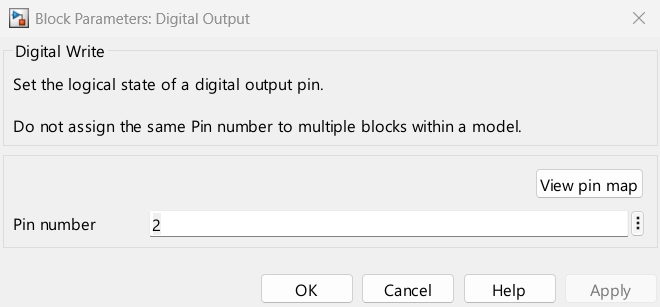 Block Parameters: Digital Output
Digital Write
Set the logical state of a digital output pin.
Do not assign the same Pin number to multiple blocks within a model.
View pin map
Pin number 2
OK Cancel Help Apply